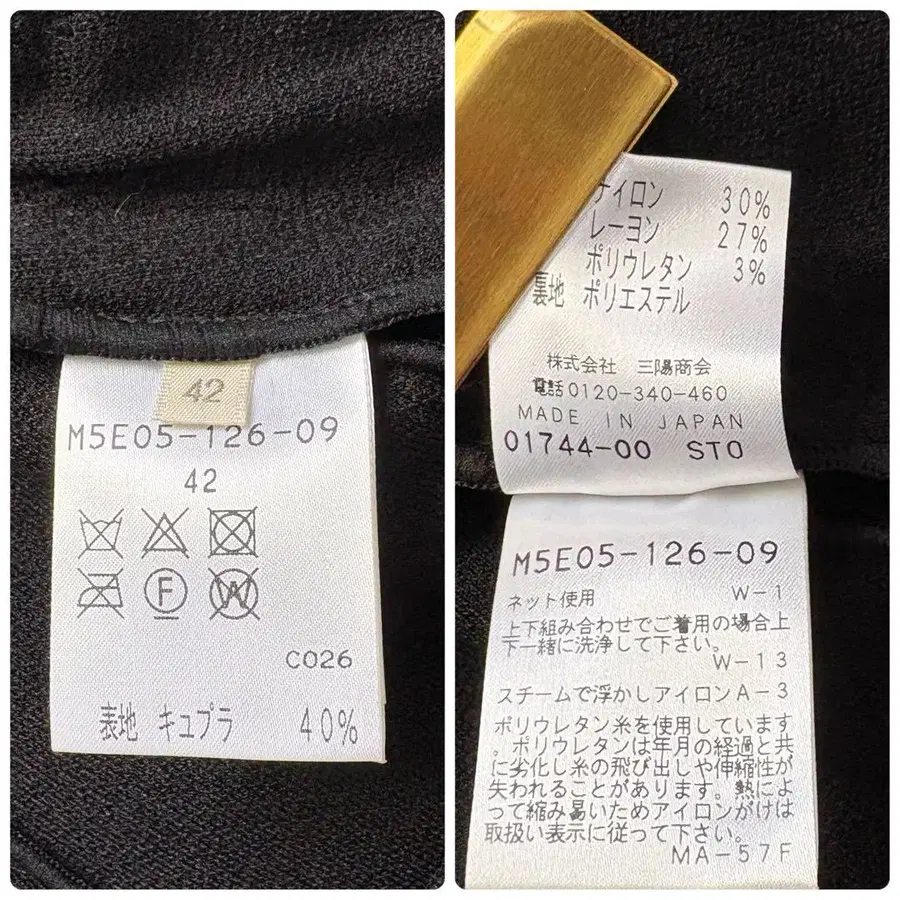 42
M5E05-126-09
42
F
W
C026
表地 キュプラ 40%
ナイロン 30%
レーヨン 27%
ポリウレタン 3%
裏地 ポリエステル
株式会社 三陽商会
電話0120-340-460
MADE IN JAPAN
01744-00 STO
M5E05-126-09
ネット使用 W-1
上下組み合わせでご着用の場合上
下一緒に洗浄して下さい。
W-13
スチームで浮かしアイロンA-3
ポリウレタン糸を使用しています
。ポリウレタンは年月の経過と共
に劣化し糸の飛び出しや伸縮性が
失われることがあります。熱によ
って縮み易いためアイロンがけは
取扱い表示に従って下さい。
MA-57F